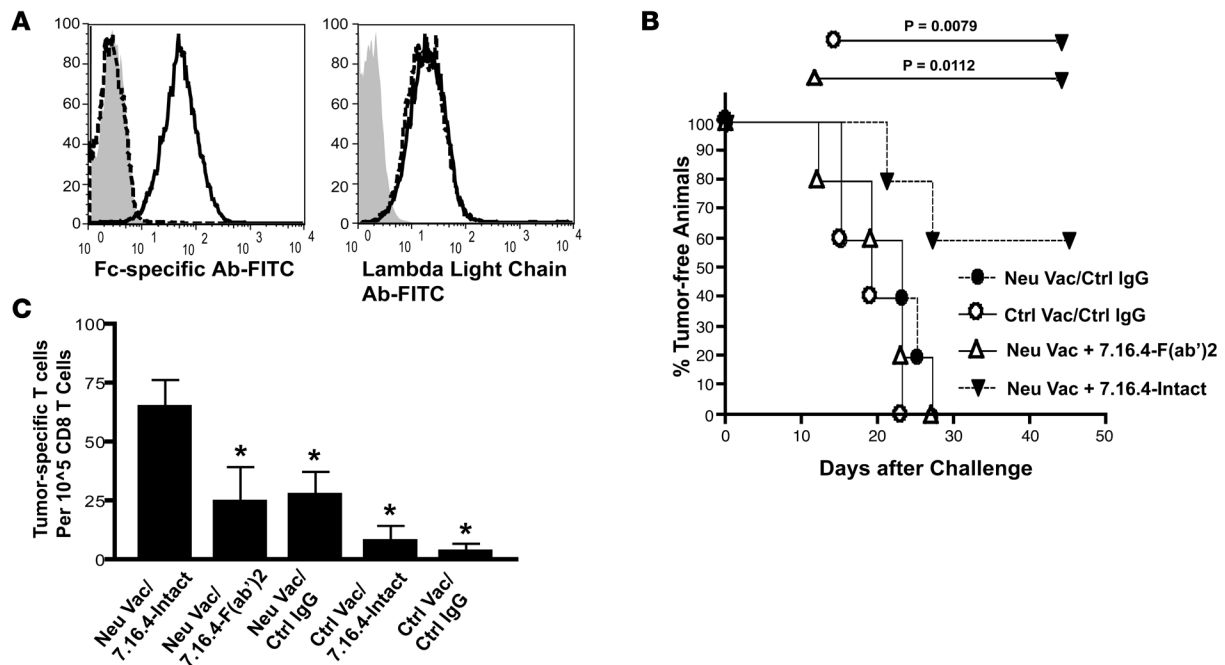 A
100
80
60
40
20
0
10^0 10^1 10^2 10^3 10^4
Fc-specific Ab-FITC
100
80
60
40
20
0
10^0 10^1 10^2 10^3 10^4
Lambda Light Chain
Ab-FITC
B
P = 0.0079
P = 0.0112
% Tumor-free Animals
100
90
80
70
60
50
40
30
20
100
0
0 20 30 40 50
Days after Challenge
Neu Vac/Ctrl IgG
Ctrl Vac/Ctrl IgG
Neu Vac + 7.16.4-F(ab’)2
Neu Vac + 7.16.4-Intact
C
Tumor-specific T cells
Per 10^5 CD8 T Cells
100
75
50
25
0
* * * *
Neu Vac/
7.16.4-Intact
Neu Vac/
7.16.4-F(ab’)2
Neu Vac/
Ctrl IgG
Ctrl Vac/
7.16.4-Intact
Ctrl Vac/
Ctrl IgG